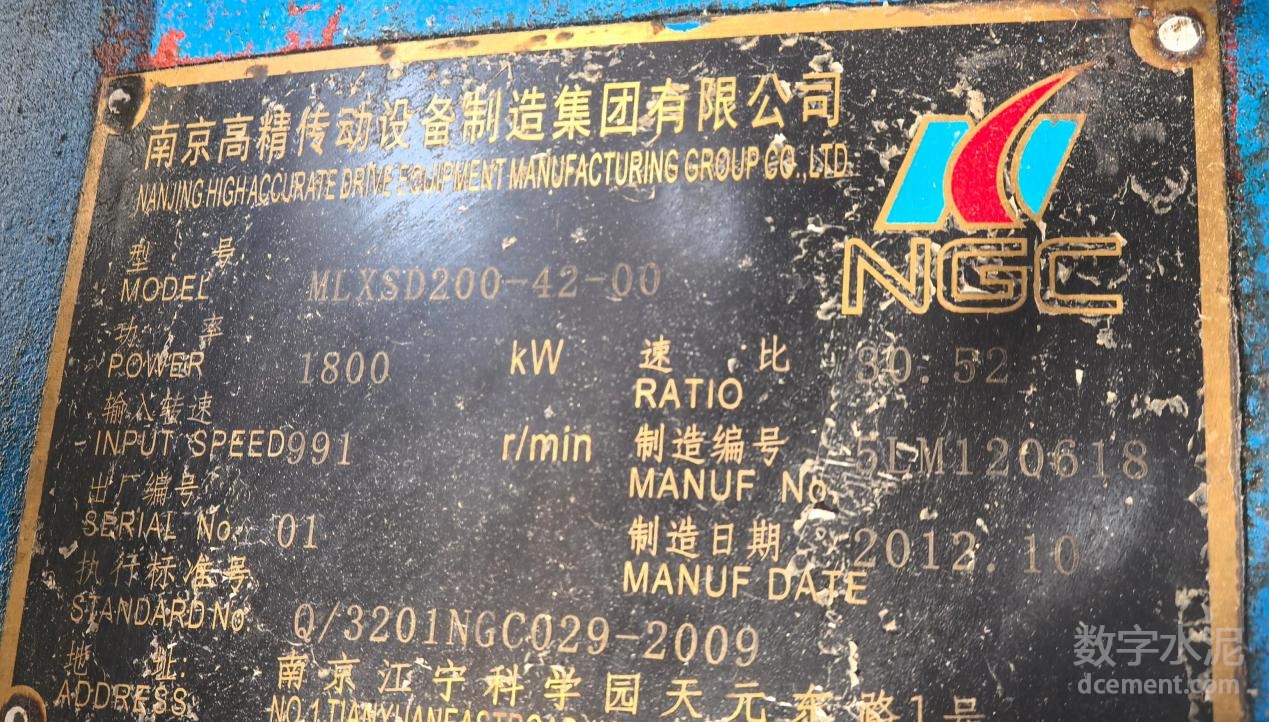 南京高精传动设备制造集团有限公司
NANJING HIGH ACCURATE DRIVE EQUIPMENT MANUFACTURING GROUP CO.,LTD.
NGC
型 号
MODEL MLXSD200-42-00
功 率
POWER 1800 kW
速 比
RATIO 30.52
输入转速
INPUT SPEED 991 r/min
制造编号
MANUF No. 5LM120618
出厂编号
SERIAL No. 01
制造日期
MANUF DATE 2012.10
执行标准号
STANDARD No. Q/3201NGC029-2009
地 址:
ADDRESS: 南京江宁科学园天元东路1号
NO.1 TIANYUAN EAST ROAD
数字水泥
dcement.com